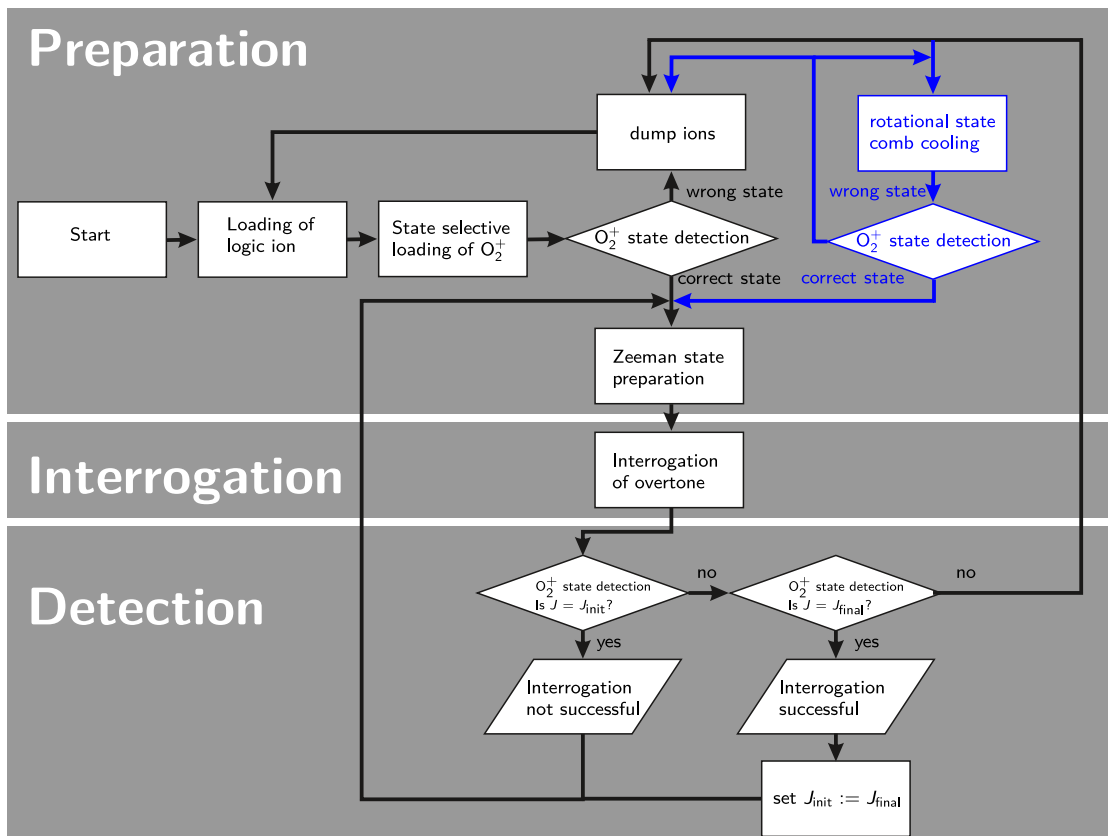 Preparation
dump ions
rotational state
comb cooling
wrong state
wrong state
Start
Loading of
logic ion
State selective
loading of O₂⁺
O₂⁺ state detection
O₂⁺ state detection
correct state
correct state
Zeeman state
preparation
Interrogation
Interrogation
of overtone
Detection
O₂⁺ state detection
Is J = J_init?
no
O₂⁺ state detection
Is J = J_final?
no
yes
yes
Interrogation
not successful
Interrogation
successful
set J_init := J_final